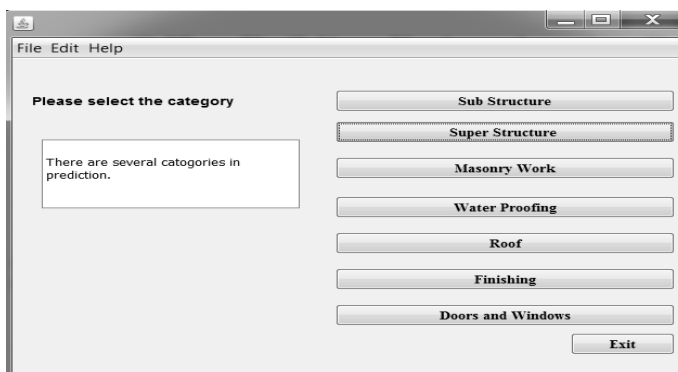 File Edit Help
Please select the category
There are several catogories in
prediction.
Sub Structure
Super Structure
Masonry Work
Water Proofing
Roof
Finishing
Doors and Windows
Exit